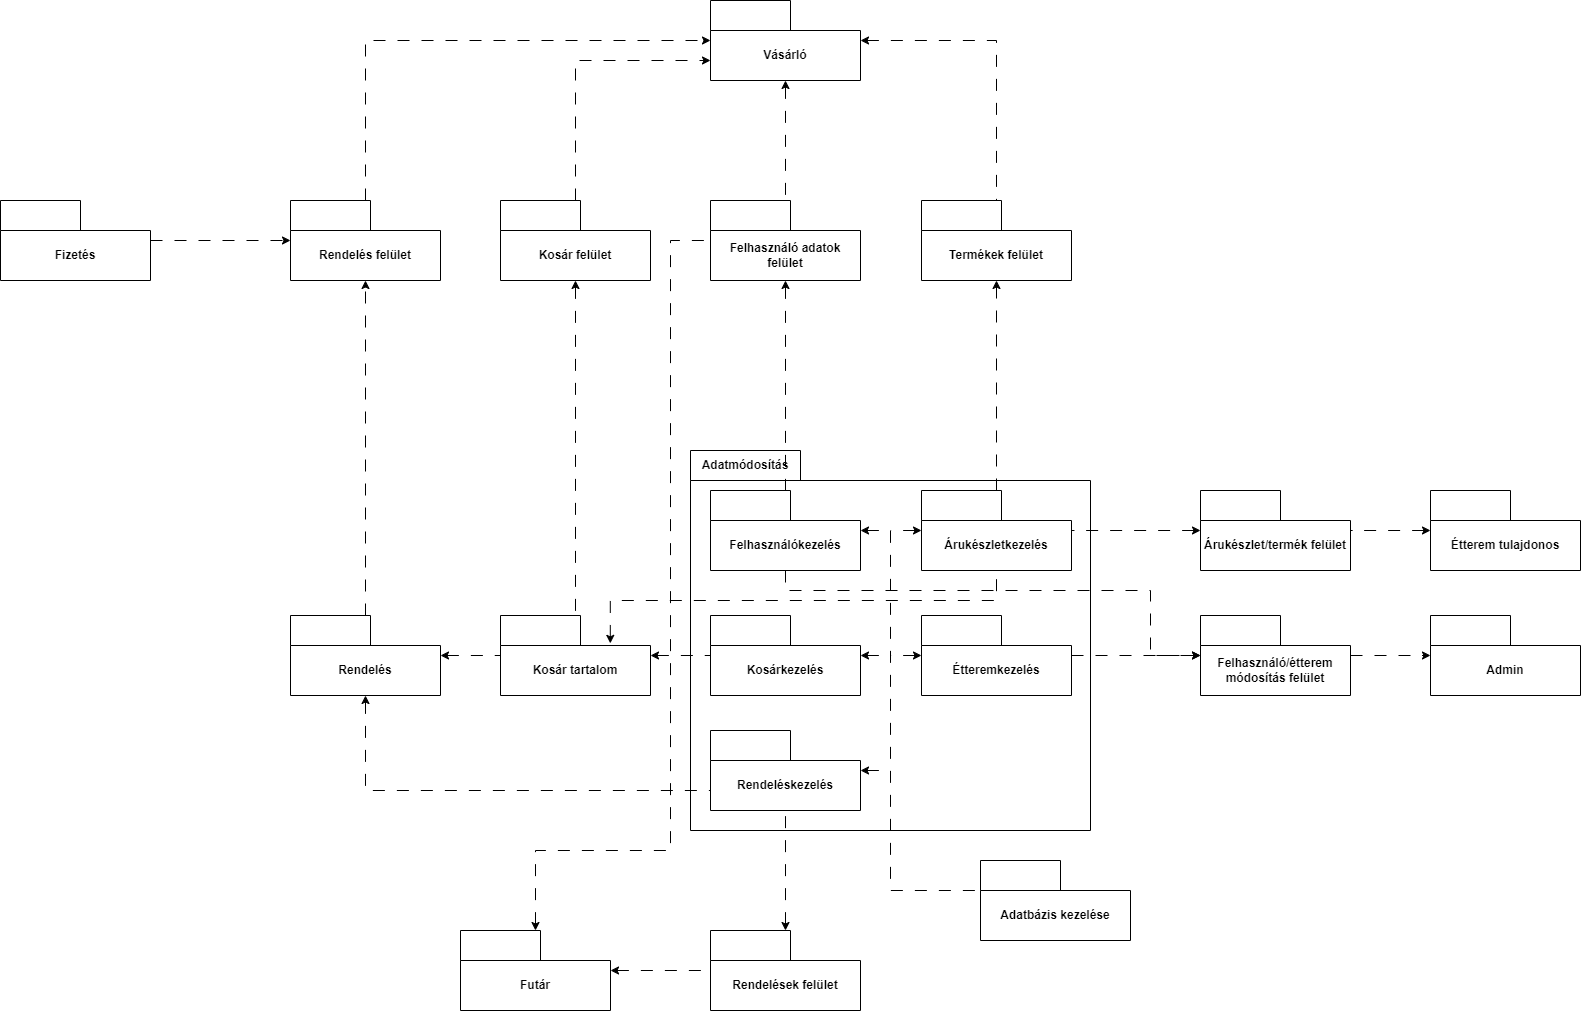 Vásárló
Fizetés
Rendelés felület
Kosár felület
Felhasználó adatok
felület
Termékek felület
Adatmódosítás
Felhasználókezelés
Árukészletkezelés
Árukészlet/termék felület
Étterem tulajdonos
Rendelés
Kosár tartalom
Kosárkezelés
Étteremkezelés
Felhasználó/étterem
módosítás felület
Admin
Rendeléskezelés
Adatbázis kezelése
Futár
Rendelések felület